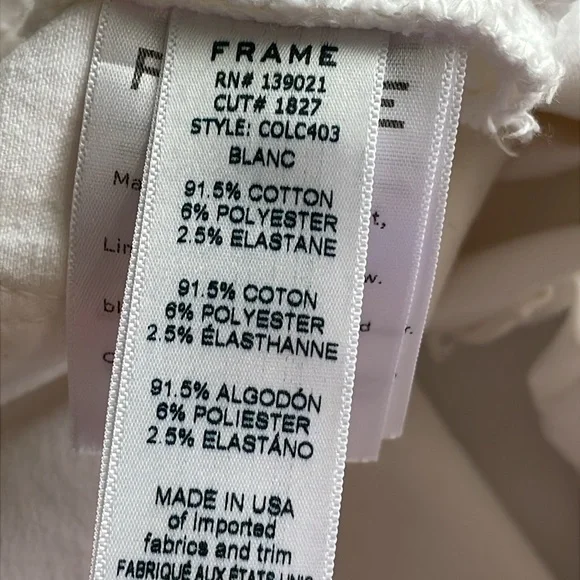 FRAME
RN# 139021
CUT# 1827
STYLE: COLC403
BLANC
91.5% COTTON
6% POLYESTER
2.5% ELASTANE
91.5% COTON
6% POLYESTER
2.5% ÉLASTHANNE
91.5% ALGODÓN
6% POLIESTER
2.5% ELASTÁNO
MADE IN USA
of imported
fabrics and trim
FABRIQUÉ AUX ÉTATS UNIS